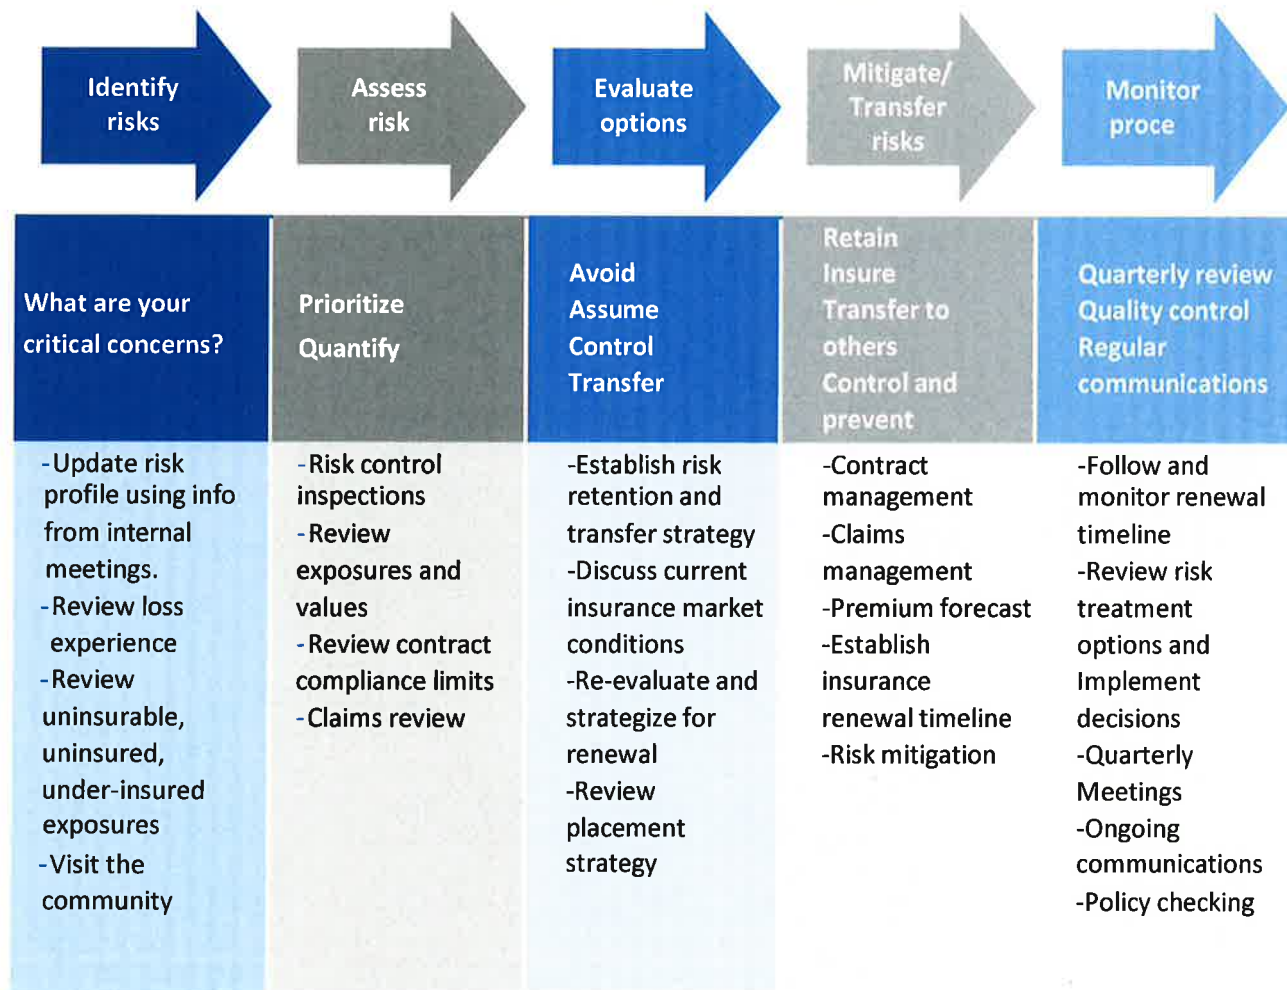 Identify
risks
Assess
risk
Evaluate
options
Mitigate/
Transfer
risks
Monitor
proce
What are your
critical concerns?
Prioritize
Quantify
Avoid
Assume
Control
Transfer
Retain
Insure
Transfer to
others
Control and
prevent
Quarterly review
Quality control
Regular
communications
-Update risk
profile using info
from internal
meetings.
-Review loss
experience
-Review
uninsurable,
uninsured,
under-insured
exposures
-Visit the
community
-Risk control
inspections
-Review
exposures and
values
-Review contract
compliance limits
-Claims review
-Establish risk
retention and
transfer strategy
-Discuss current
insurance market
conditions
-Re-evaluate and
strategize for
renewal
-Review
placement
strategy
-Contract
management
-Claims
management
-Premium forecast
-Establish
insurance
renewal timeline
-Risk mitigation
-Follow and
monitor renewal
timeline
-Review risk
treatment
options and
Implement
decisions
-Quarterly
Meetings
-Ongoing
communications
-Policy checking